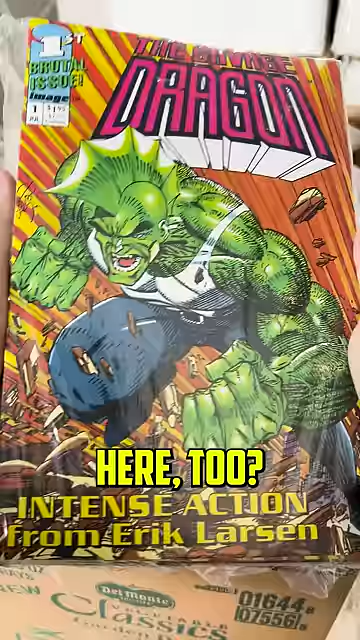 1ST
BRUTAL
ISSUE!
image
1
JUL
$1.95
THE SAVAGE
DRAGON
HERE, TOO?
INTENSE ACTION
from Erik Larsen
Del Monte
Classics
01644
07556